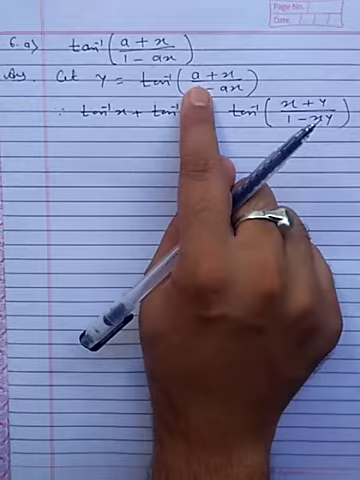 Page No.
Date
6. a) tan⁻¹ (a + x / 1 - ax)
Ans. Let y = tan⁻¹ (a + x / - ax)
∵ tan⁻¹x + tan⁻¹ tan⁻¹ (x + y / 1 - xy)